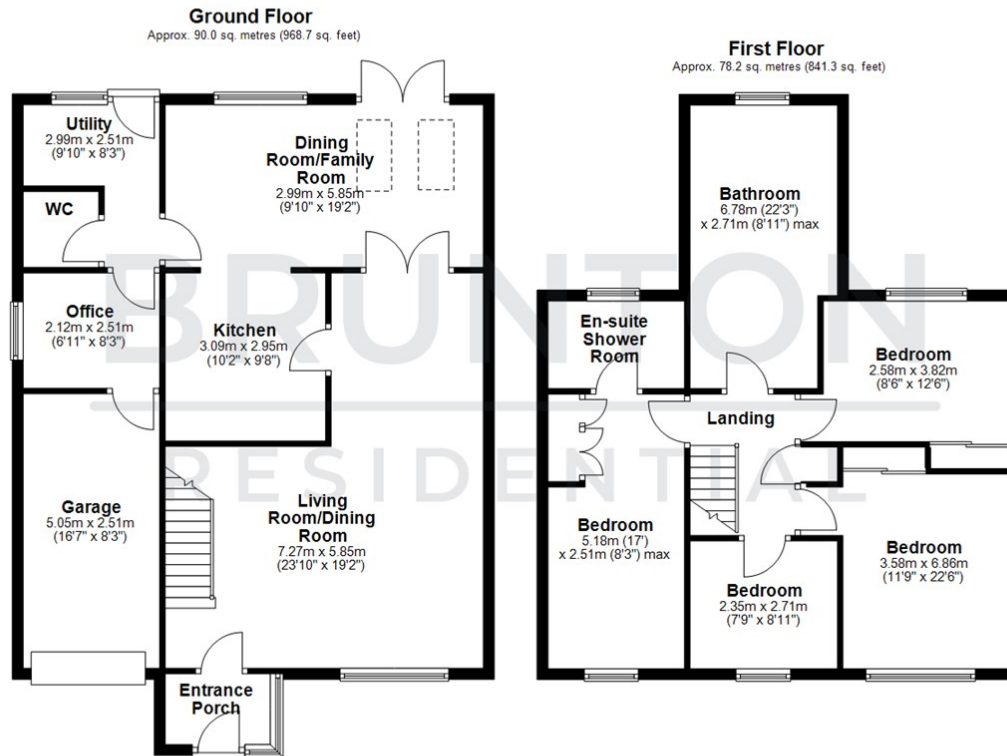 Ground Floor
Approx. 90.0 sq. metres (968.7 sq. feet)
Utility
2.99m x 2.51m
(9'10" x 8'3")
WC
Dining
Room/Family
Room
2.99m x 5.85m
(9'10" x 19'2")
Office
2.12m x 2.51m
(6'11" x 8'3")
Kitchen
3.09m x 2.95m
(10'2" x 9'8")
Garage
5.05m x 2.51m
(16'7" x 8'3")
Living
Room/Dining
Room
7.27m x 5.85m
(23'10" x 19'2")
Entrance
Porch
First Floor
Approx. 78.2 sq. metres (841.3 sq. feet)
Bathroom
6.78m (22'3")
x 2.71m (8'11") max
En-suite
Shower
Room
Bedroom
2.58m x 3.82m
(8'6" x 12'6")
Landing
Bedroom
5.18m (17')
x 2.51m (8'3") max
Bedroom
2.35m x 2.71m
(7'9" x 8'11")
Bedroom
3.58m x 6.86m
(11'9" x 22'6")
BRUNTON
RESIDENTIAL